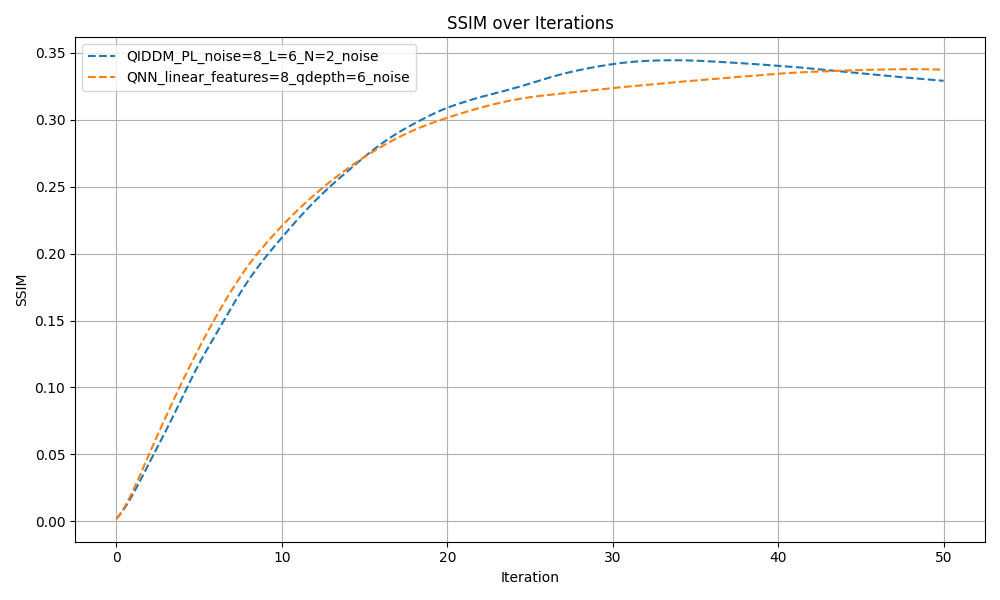 SSIM over Iterations
QIDDM_PL_noise=8_L=6_N=2_noise
QNN_linear_features=8_qdepth=6_noise
SSIM
0.35
0.30
0.25
0.20
0.15
0.10
0.05
0.00
0 10 20 30 40 50
Iteration